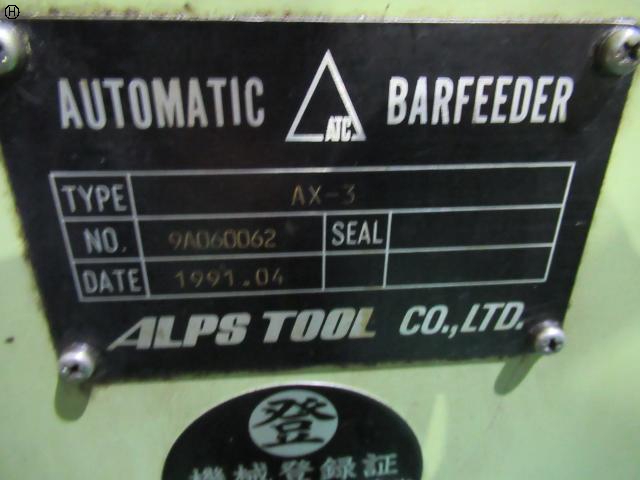 H
AUTOMATIC ATC BARFEEDER
TYPE AX-3
NO. 9A060062 SEAL
DATE 1991.04
ALPS TOOL CO.,LTD.
登
機械登録証